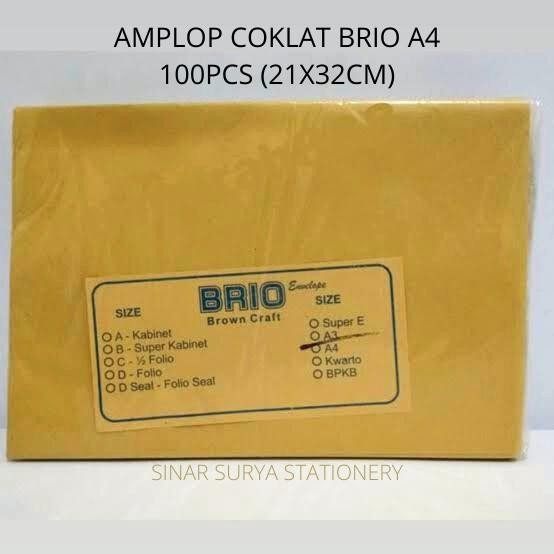 AMPLOP COKLAT BRIO A4
100PCS (21X32CM)
BRIO Envelope
Brown Craft
SIZE
A - Kabinet
B - Super Kabinet
C - ½ Folio
D - Folio
D Seal - Folio Seal
SIZE
Super E
A3
A4
Kwarto
BPKB
SINAR SURYA STATIONERY